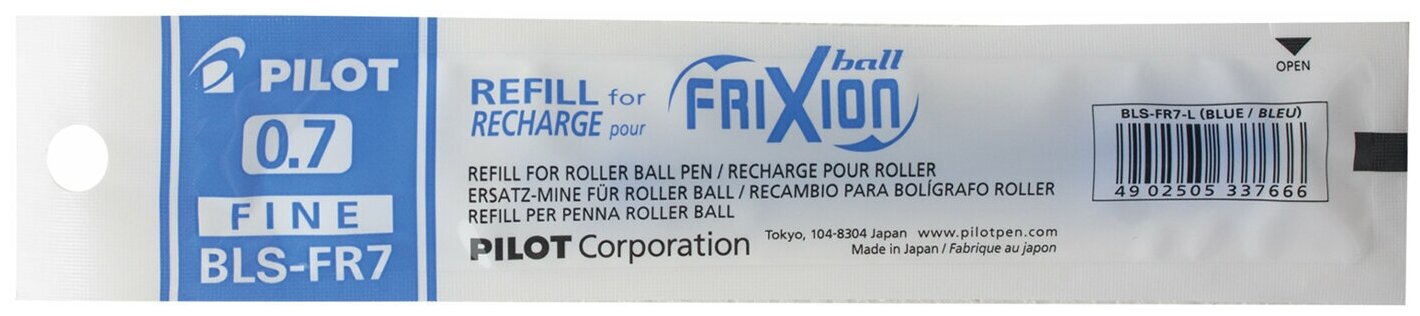 PILOT
0.7
FINE
BLS-FR7
REFILL for
RECHARGE pour
FRIXION ball
REFILL FOR ROLLER BALL PEN / RECHARGE POUR ROLLER
ERSATZ-MINE FÜR ROLLER BALL / RECAMBIO PARA BOLÍGRAFO ROLLER
REFILL PER PENNA ROLLER BALL
PILOT Corporation
Tokyo, 104-8304 Japan www.pilotpen.com
Made in Japan / Fabrique au japon
OPEN
BLS-FR7-L (BLUE / BLEU)
4 902505 337666